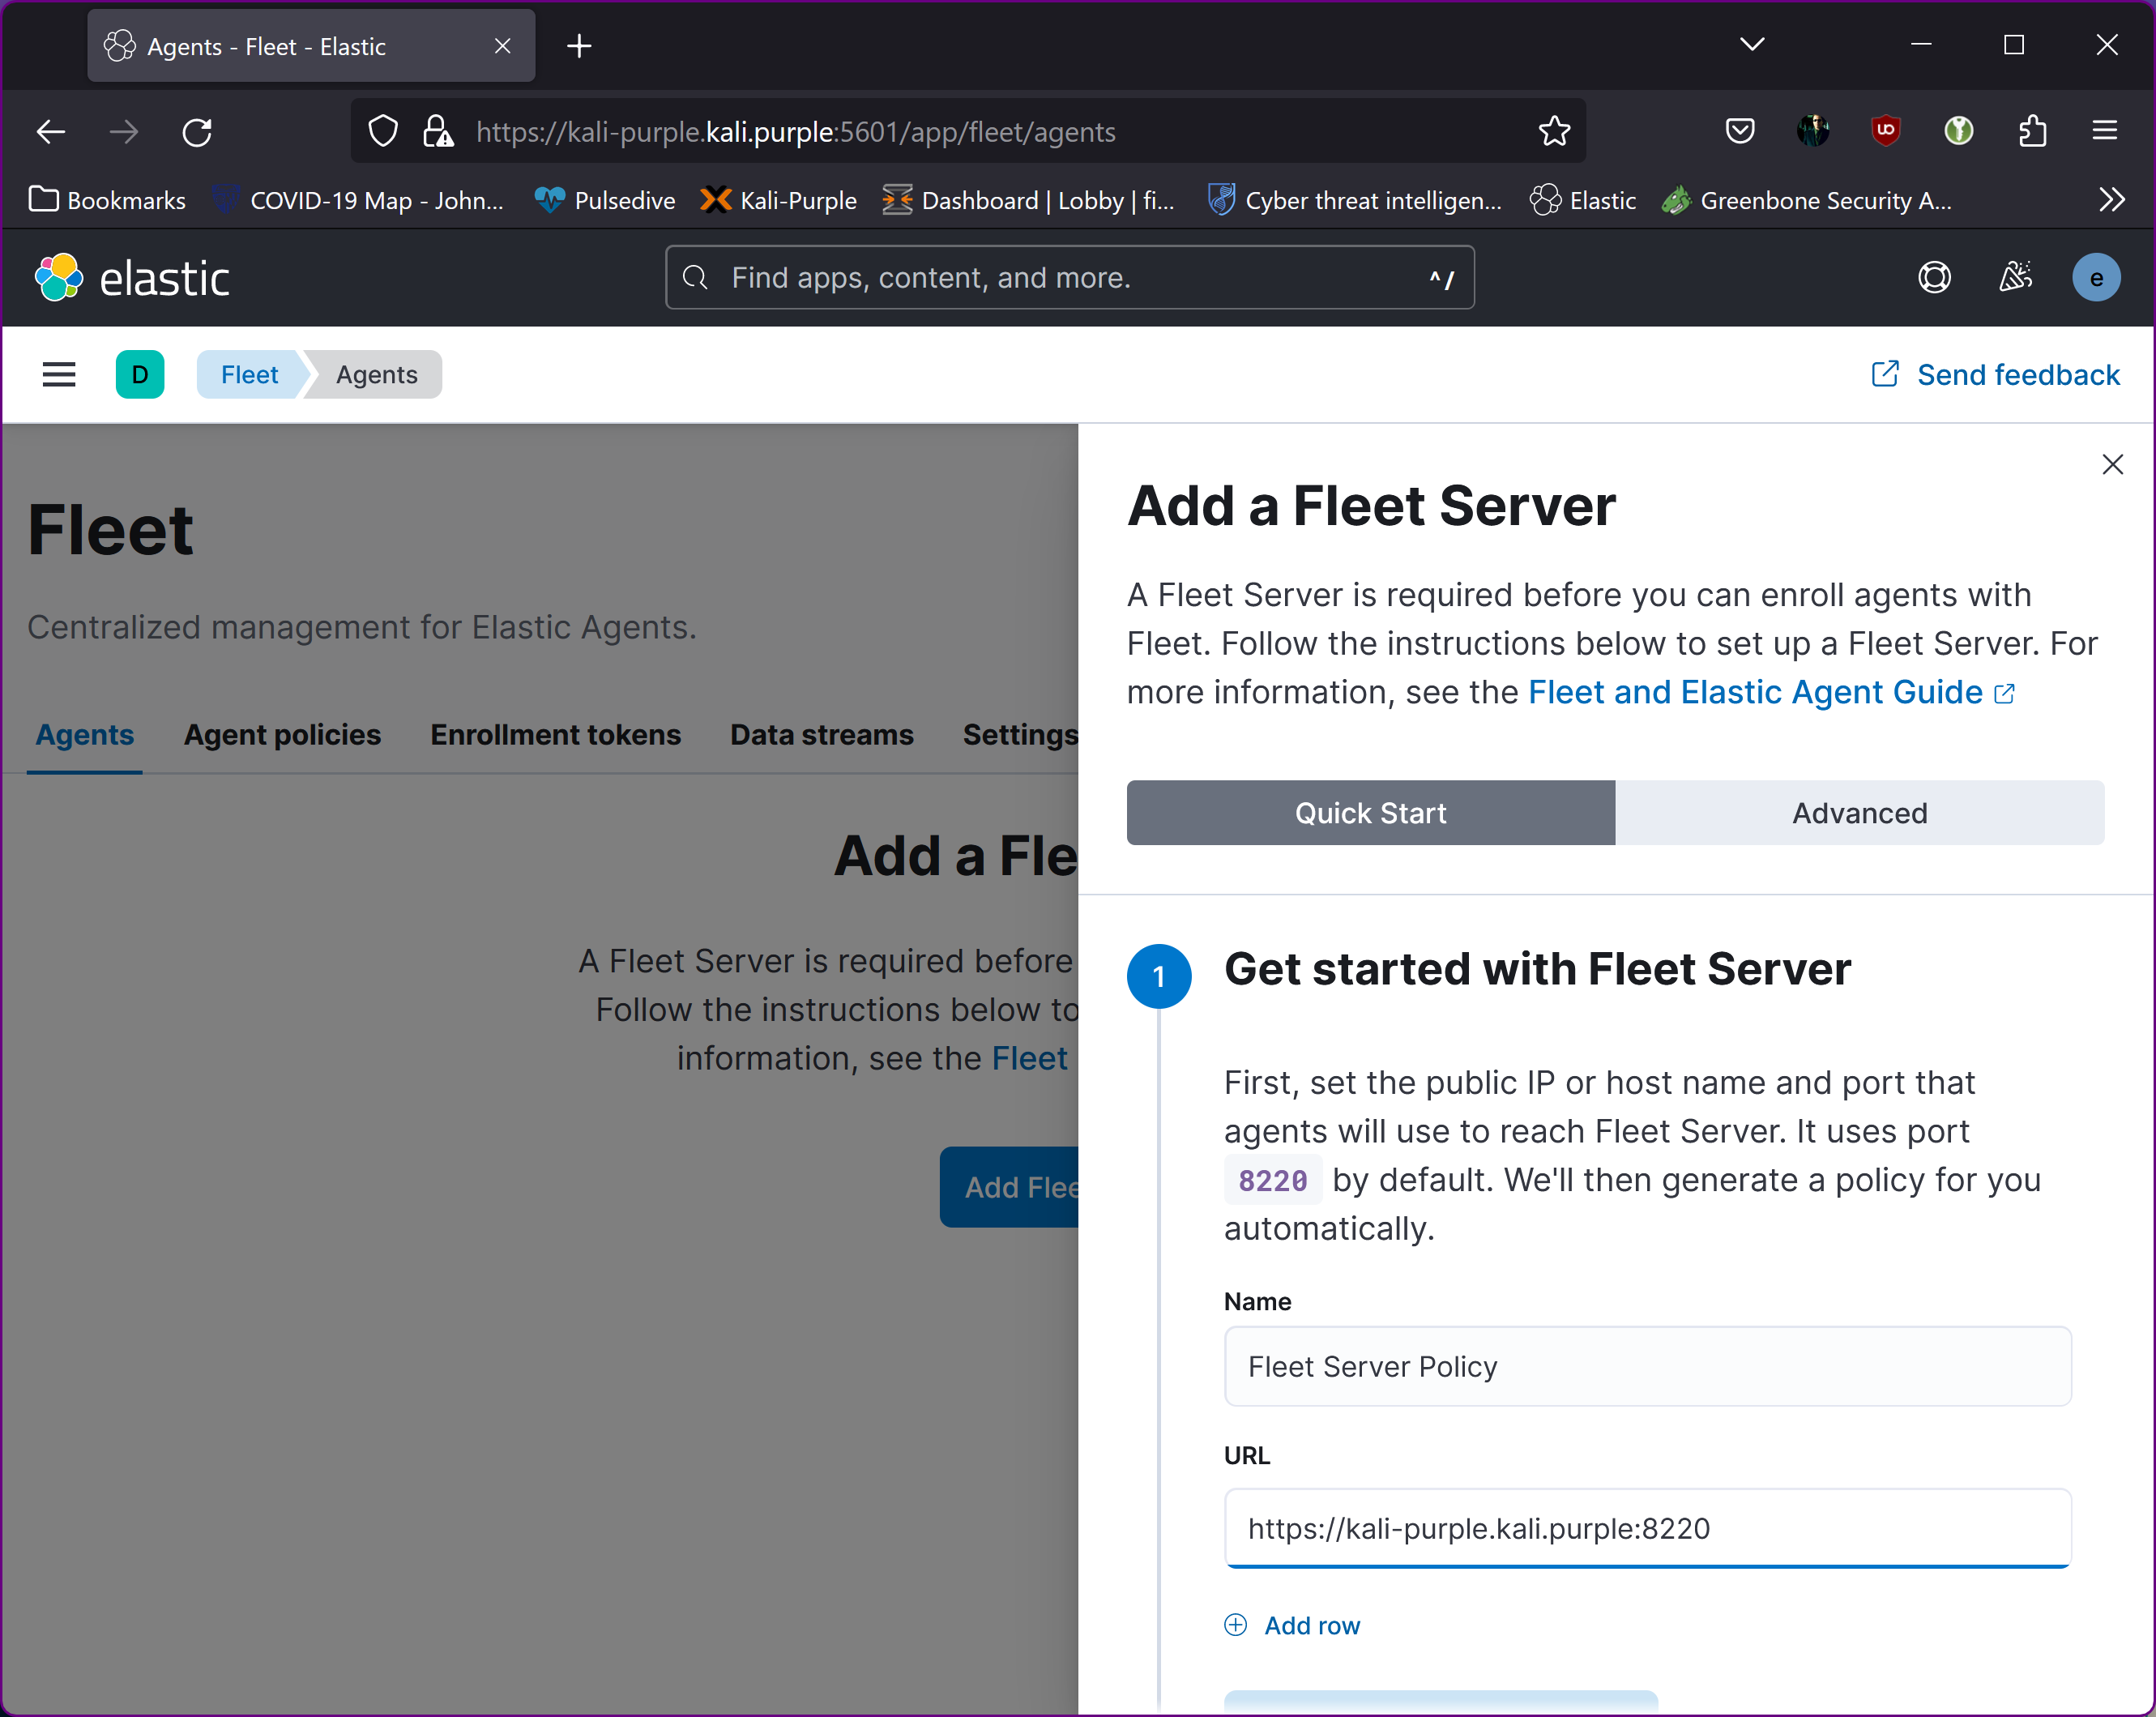 Agents - Fleet - Elastic
https://kali-purple.kali.purple:5601/app/fleet/agents
Bookmarks
COVID-19 Map - John...
Pulsedive
Kali-Purple
Dashboard | Lobby | fi...
Cyber threat intelligen...
Elastic
Greenbone Security A...
elastic
Find apps, content, and more.
^ /
e
D
Fleet
Agents
Send feedback
Fleet
Centralized management for Elastic Agents.
Agents
Agent policies
Enrollment tokens
Data streams
Settings
Add a Fle
A Fleet Server is required before
Follow the instructions below to
information, see the Fleet
Add Flee
Add a Fleet Server
A Fleet Server is required before you can enroll agents with
Fleet. Follow the instructions below to set up a Fleet Server. For
more information, see the Fleet and Elastic Agent Guide
Quick Start
Advanced
1
Get started with Fleet Server
First, set the public IP or host name and port that
agents will use to reach Fleet Server. It uses port
8220 by default. We'll then generate a policy for you
automatically.
Name
Fleet Server Policy
URL
https://kali-purple.kali.purple:8220
Add row